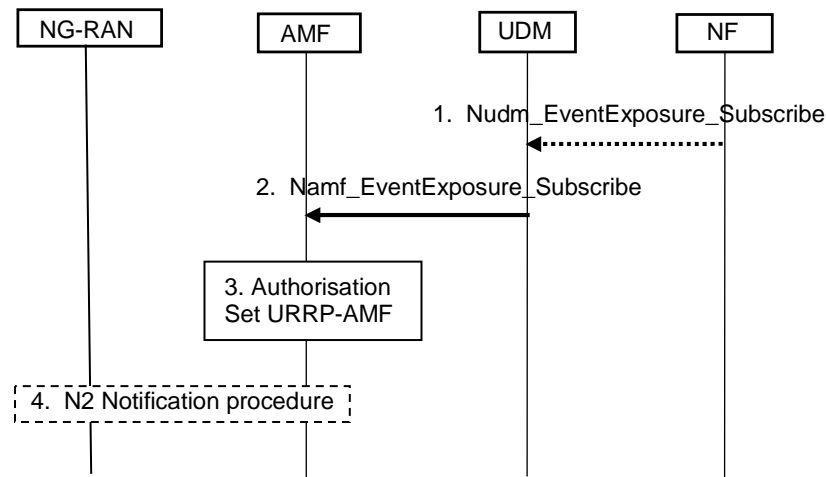 NG-RAN
AMF
UDM
NF
1. Nudm_EventExposure_Subscribe
2. Namf_EventExposure_Subscribe
3. Authorisation
Set URRP-AMF
4. N2 Notification procedure